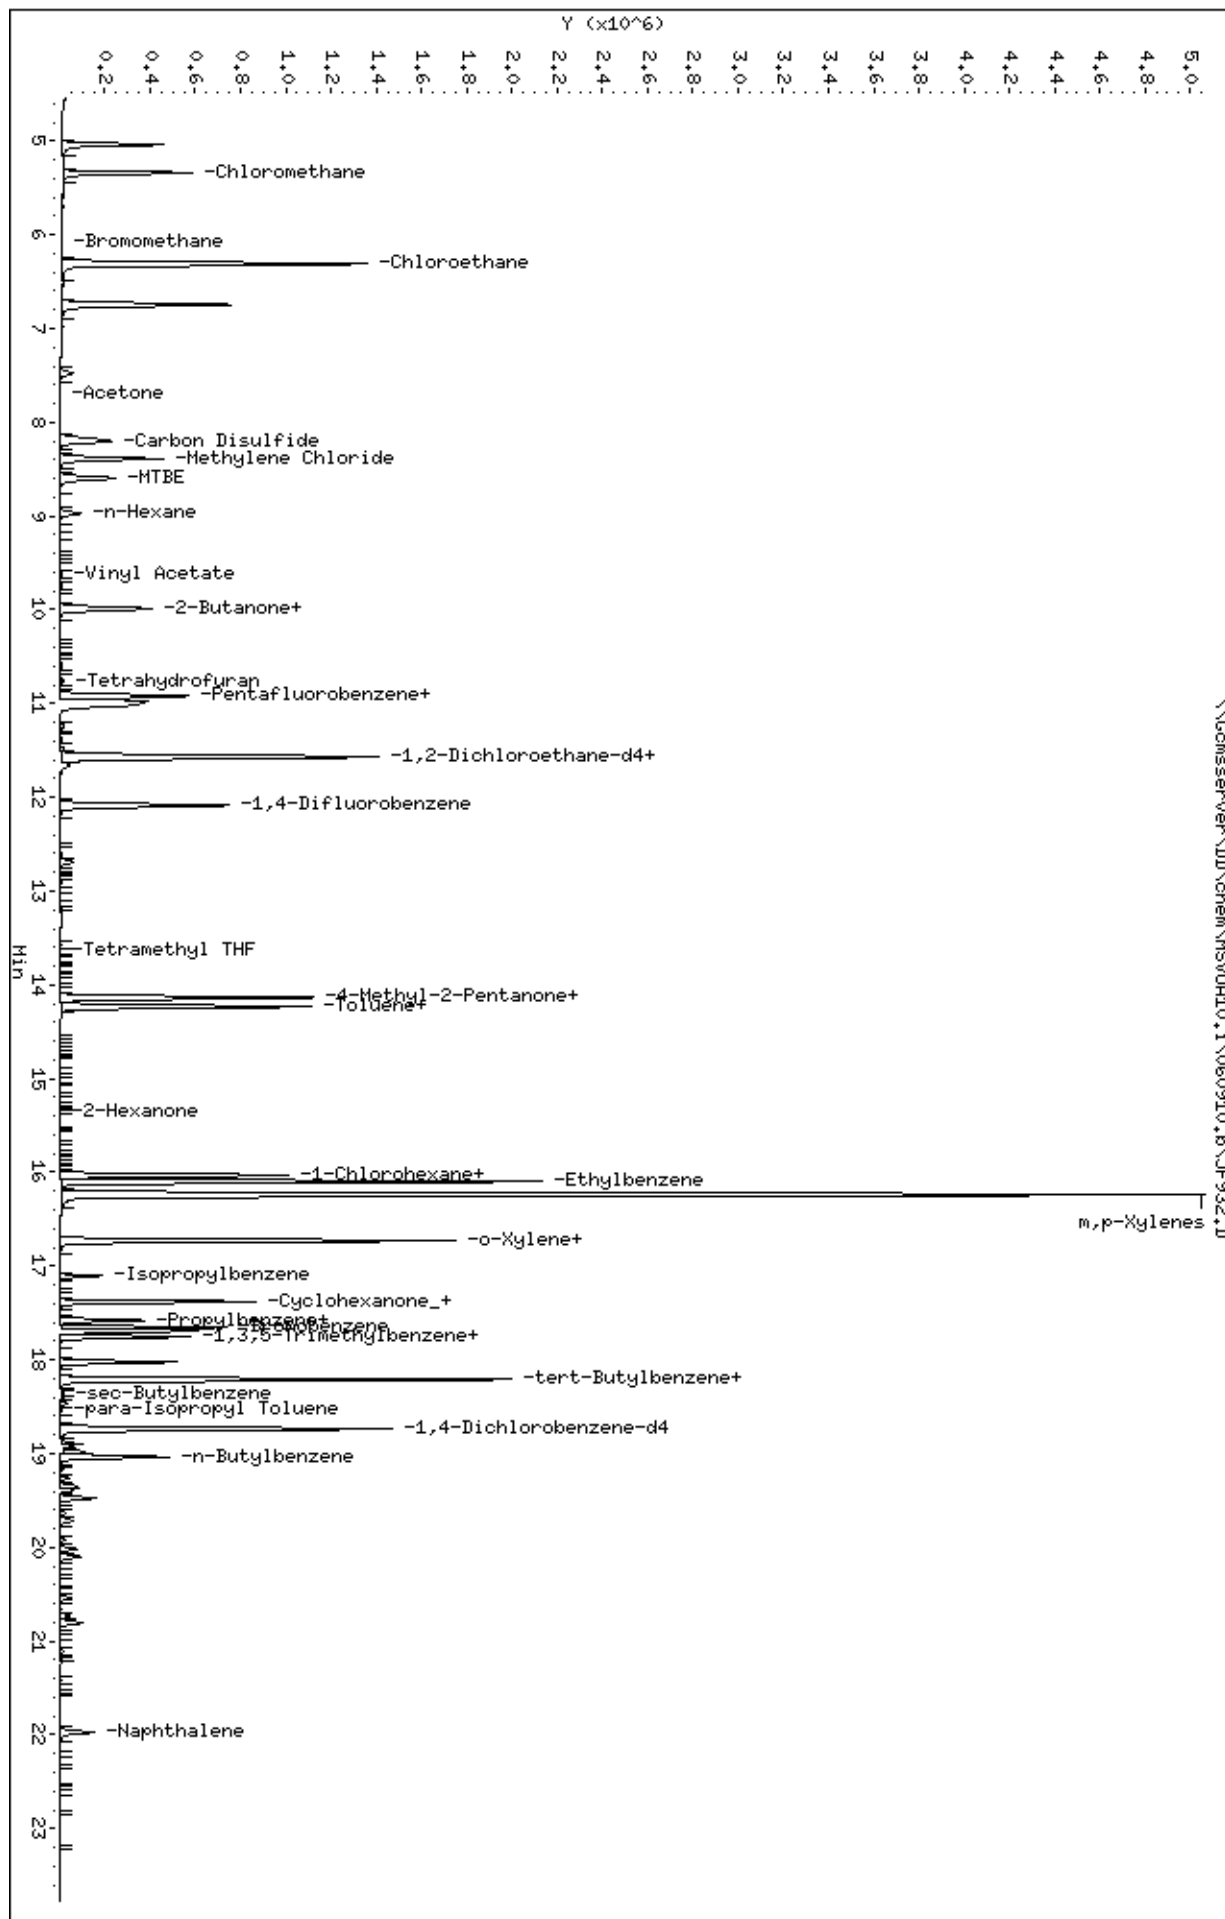 Y (x10^6)
0.2
0.4
0.6
0.8
1.0
1.2
1.4
1.6
1.8
2.0
2.2
2.4
2.6
2.8
3.0
3.2
3.4
3.6
3.8
4.0
4.2
4.4
4.6
4.8
5.0
5
6
7
8
9
10
11
12
13
14
15
16
17
18
19
20
21
22
23
Min
-Chloromethane
-Bromomethane
-Chloroethane
-Acetone
-Carbon Disulfide
-Methylene Chloride
-MTBE
-n-Hexane
-Vinyl Acetate
-2-Butanone+
-Tetrahydrofuran
-Pentafluorobenzene+
-1,2-Dichloroethane-d4+
-1,4-Difluorobenzene
-Tetramethyl THF
-4-Methyl-2-Pentanone+
-Toluene+
-2-Hexanone
-1-Chlorohexane+
-Ethylbenzene
m,p-Xylenes
-o-Xylene+
-Isopropylbenzene
-Cyclohexanone_+
-Propylbenzene+
-Bromobenzene
-1,3,5-Trimethylbenzene+
-tert-Butylbenzene+
-sec-Butylbenzene
-para-Isopropyl Toluene
-1,4-Dichlorobenzene-d4
-n-Butylbenzene
-Naphthalene